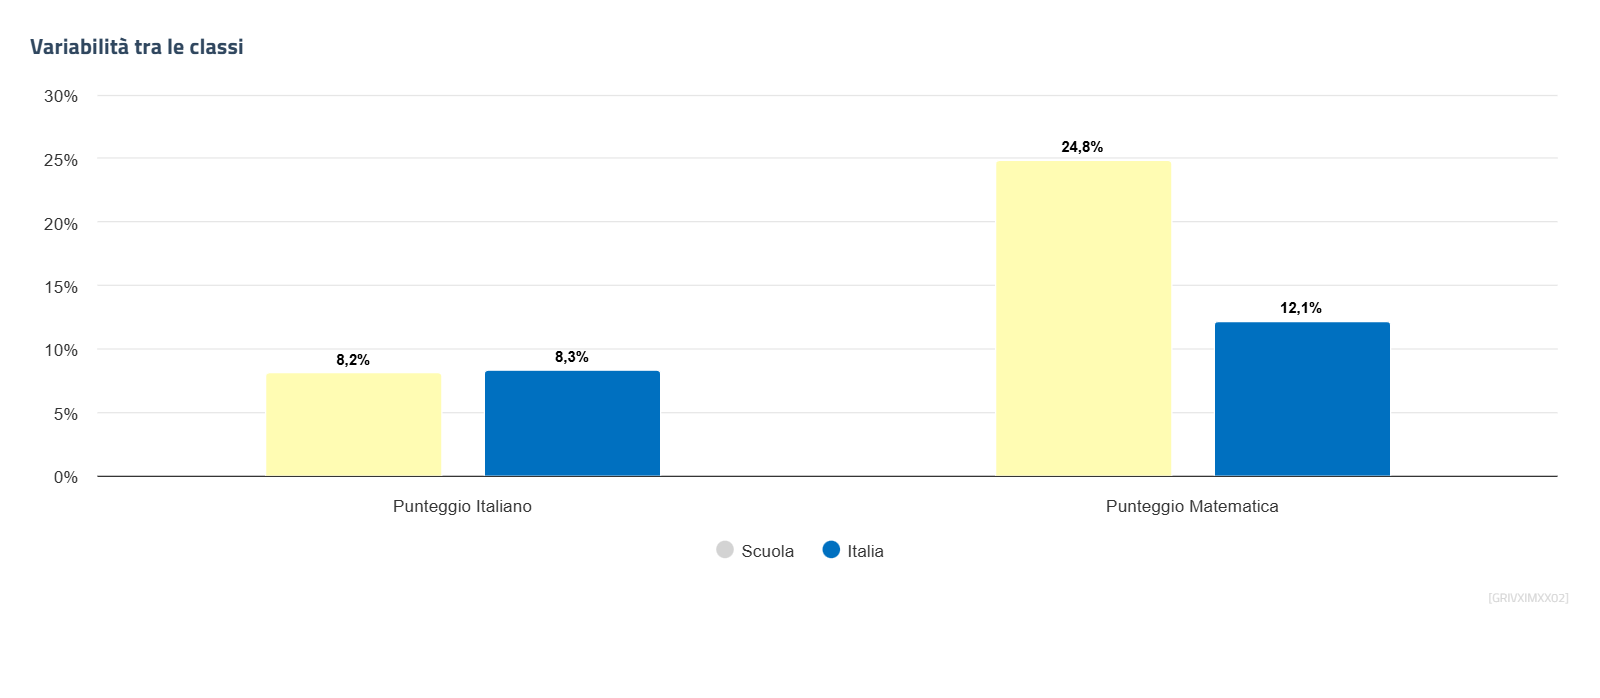 Variabilità tra le classi
30%
25%
20%
15%
10%
5%
0%
24,8%
12,1%
8,2%
8,3%
Punteggio Italiano
Punteggio Matematica
Scuola
Italia
[GRIVXIMXX02]